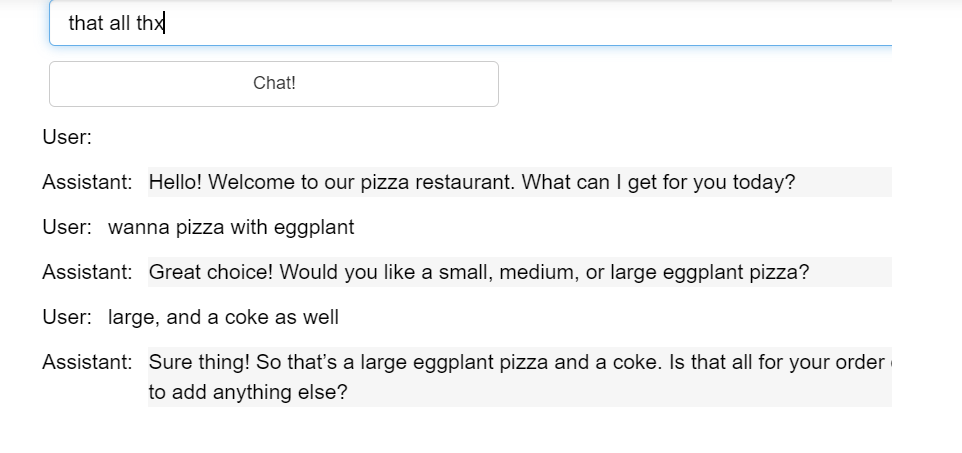 that all thx
Chat!
User:
Assistant: Hello! Welcome to our pizza restaurant. What can I get for you today?
User: wanna pizza with eggplant
Assistant: Great choice! Would you like a small, medium, or large eggplant pizza?
User: large, and a coke as well
Assistant: Sure thing! So that’s a large eggplant pizza and a coke. Is that all for your order
to add anything else?